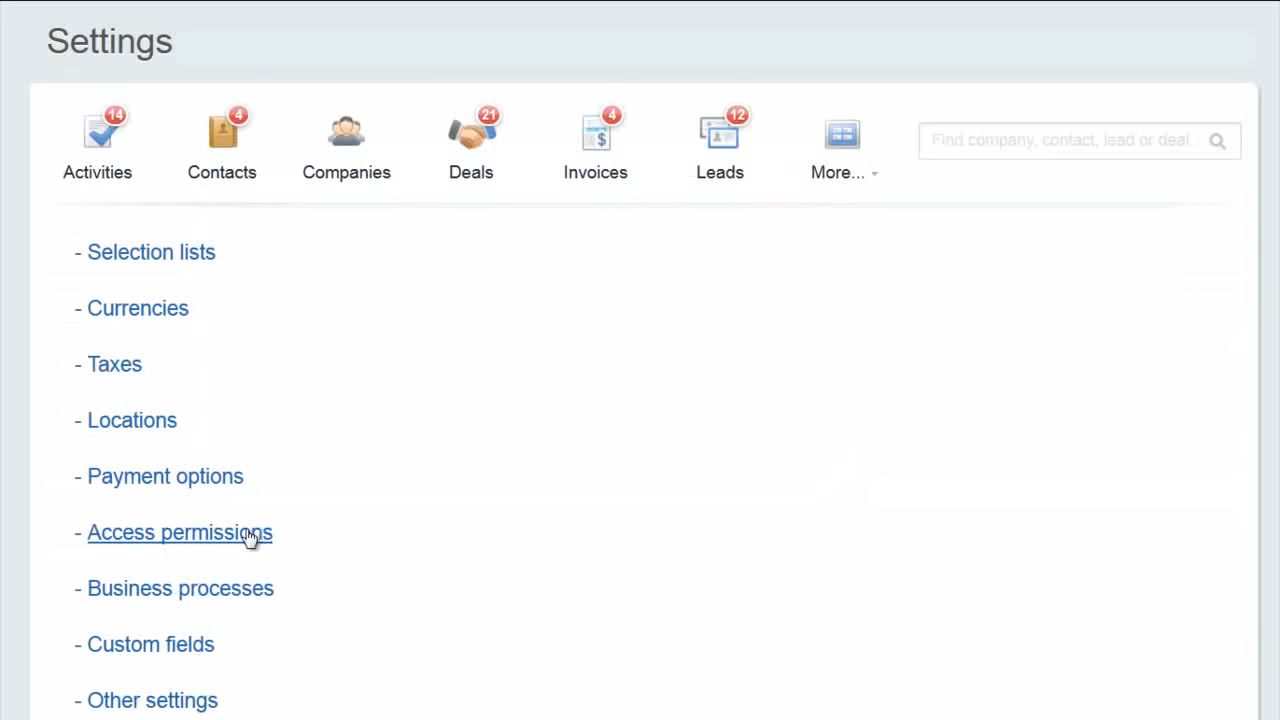 Settings
14 4 21 4 12
Activities Contacts Companies Deals Invoices Leads More... Find company, contact, lead or deal...
- Selection lists
- Currencies
- Taxes
- Locations
- Payment options
- Access permissions
- Business processes
- Custom fields
- Other settings